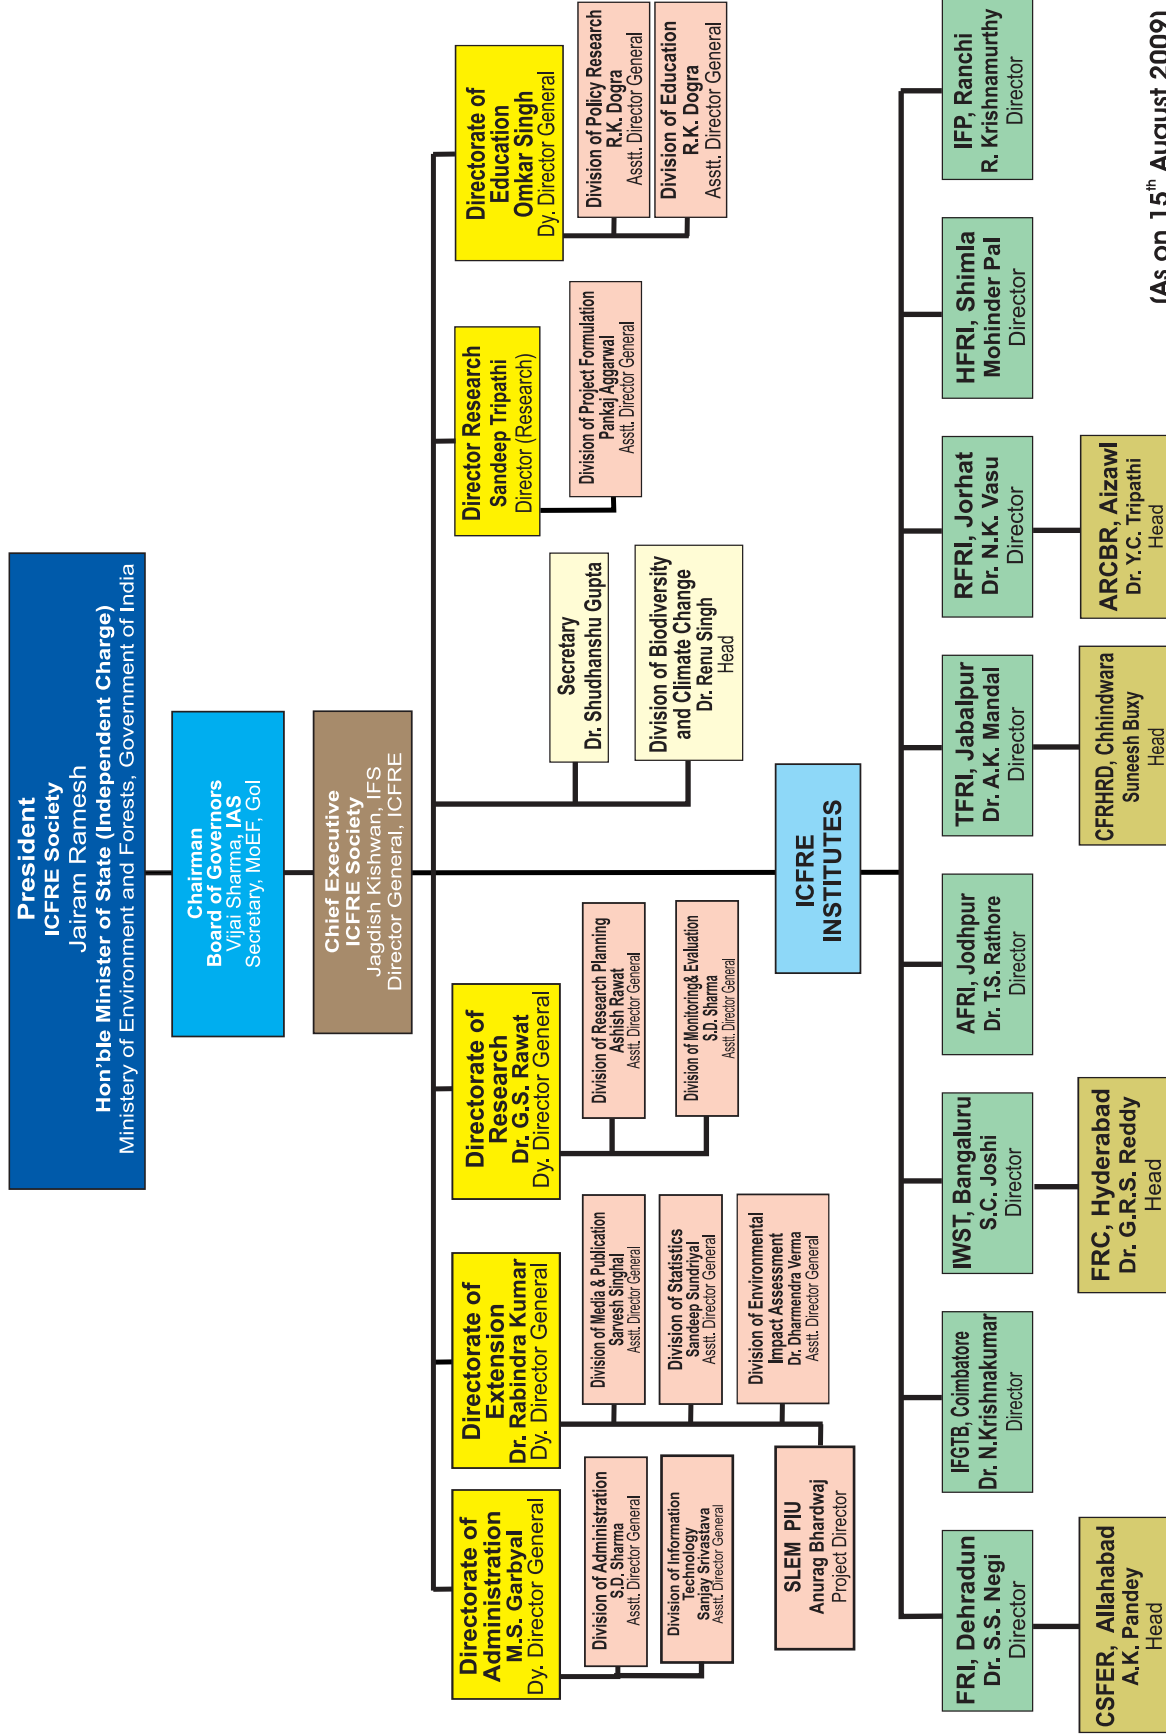 President
ICFRE Society
Jairam Ramesh
Hon'ble Minister of State (Independent Charge)
Ministery of Environment and Forests, Government of India
Chairman
Board of Governors
Vijai Sharma, IAS
Secretary, MoEF, GoI
Chief Executive
ICFRE Society
Jagdish Kishwan, IFS
Director General, ICFRE
Directorate of
Administration
M.S. Garbyal
Dy. Director General
Division of Administration
S.D. Sharma
Asstt. Director General
Division of Information
Technology
Sanjay Srivastava
Asstt. Director General
Directorate of
Extension
Dr. Rabindra Kumar
Dy. Director General
Division of Media & Publication
Sarvesh Singhal
Asstt. Director General
Division of Statistics
Sandeep Sundriyal
Asstt. Director General
Division of Environmental
Impact Assessment
Dr. Dharmendra Verma
Asstt. Director General
SLEM PIU
Anurag Bhardwaj
Project Director
Directorate of
Research
Dr. G.S. Rawat
Dy. Director General
Division of Research Planning
Ashish Rawat
Asstt. Director General
Division of Monitoring& Evaluation
S.D. Sharma
Asstt. Director General
Secretary
Dr. Shudhanshu Gupta
Division of Biodiversity
and Climate Change
Dr. Renu Singh
Head
Director Research
Sandeep Tripathi
Director (Research)
Division of Project Formulation
Pankaj Aggarwal
Asstt. Director General
Directorate of
Education
Omkar Singh
Dy. Director General
Division of Policy Research
R.K. Dogra
Asstt. Director General
Division of Education
R.K. Dogra
Asstt. Director General
ICFRE
INSTITUTES
FRI, Dehradun
Dr. S.S. Negi
Director
IFGTB, Coimbatore
Dr. N.Krishnakumar
Director
IWST, Bangaluru
S.C. Joshi
Director
AFRI, Jodhpur
Dr. T.S. Rathore
Director
TFRI, Jabalpur
Dr. A.K. Mandal
Director
RFRI, Jorhat
Dr. N.K. Vasu
Director
HFRI, Shimla
Mohinder Pal
Director
IFP, Ranchi
R. Krishnamurthy
Director
CSFER, Allahabad
A.K. Pandey
Head
FRC, Hyderabad
Dr. G.R.S. Reddy
Head
CFRHRD, Chhindwara
Suneesh Buxy
Head
ARCBR, Aizawl
Dr. Y.C. Tripathi
Head
(As on 15th August 2009)